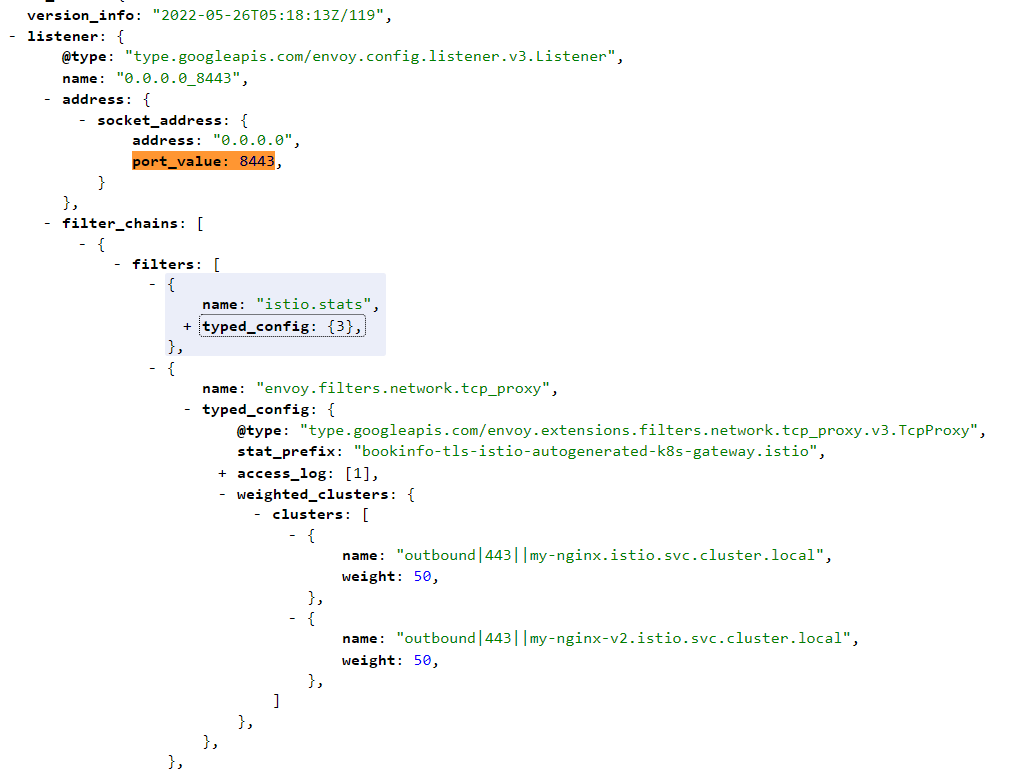 version_info: "2022-05-26T05:18:13Z/119",
- listener: {
@type: "type.googleapis.com/envoy.config.listener.v3.Listener",
name: "0.0.0.0_8443",
- address: {
- socket_address: {
address: "0.0.0.0",
port_value: 8443,
}
},
- filter_chains: [
- {
- filters: [
- {
name: "istio.stats",
+ typed_config: {3},
},
- {
name: "envoy.filters.network.tcp_proxy",
- typed_config: {
@type: "type.googleapis.com/envoy.extensions.filters.network.tcp_proxy.v3.TcpProxy",
stat_prefix: "bookinfo-tls-istio-autogenerated-k8s-gateway.istio",
+ access_log: [1],
- weighted_clusters: {
- clusters: [
- {
name: "outbound|443||my-nginx.istio.svc.cluster.local",
weight: 50,
},
- {
name: "outbound|443||my-nginx-v2.istio.svc.cluster.local",
weight: 50,
},
]
},
},
},